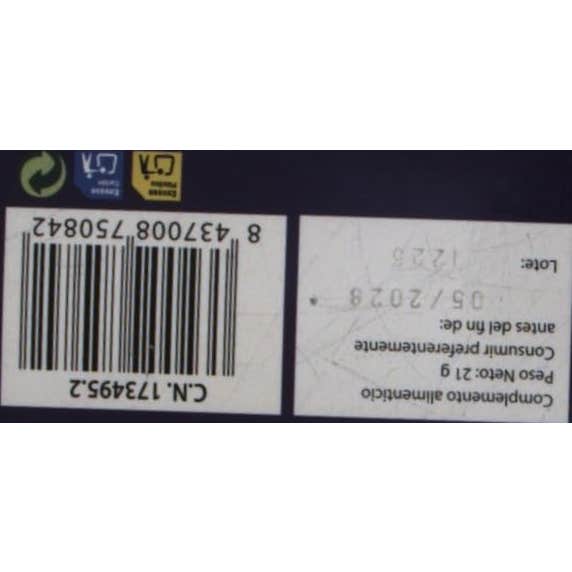 Complemento alimenticio
Peso Neto: 21 g
Consumir preferentemente
antes del fin de:
05/2028
Lote: 1225
C.N. 173495.2
8 437008 750842
Envase
Plástico
Envase
Cartón